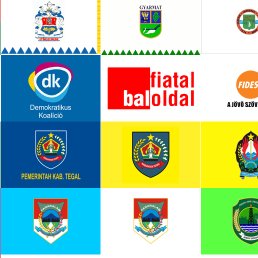 GYARMAT
dk
Demokratikus
Koalíció
fiatal
baloldal
FIDES
A JÖVŐ SZÖV
PEMERINTAH KAB. TEGAL